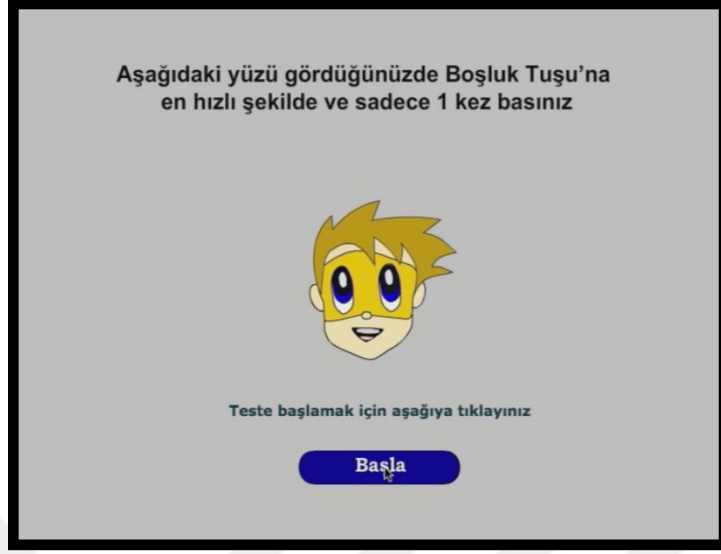 Aşağıdaki yüzü gördüğünüzde Boşluk Tuşu’na
en hızlı şekilde ve sadece 1 kez basınız
Teste başlamak için aşağıya tıklayınız
Başla